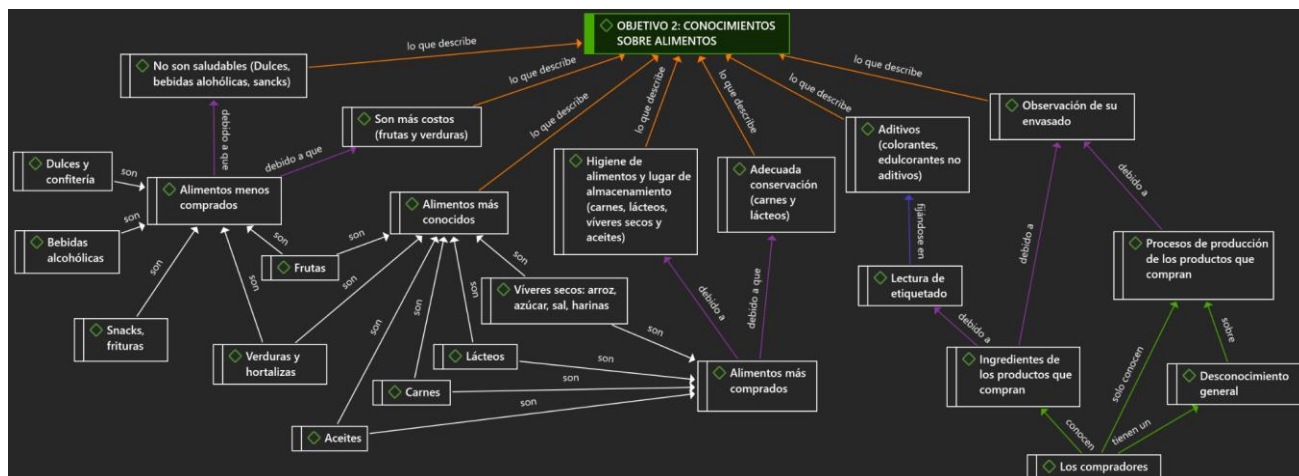 OBJETIVO 2: CONOCIMIENTOS
SOBRE ALIMENTOS
lo que describe
lo que describe
lo que describe
lo que describe
lo que describe
lo que describe
lo que describe
No son saludables (Dulces,
bebidas alohólicas, sancks)
Son más costos
(frutas y verduras)
Observación de su
envasado
Aditivos
(colorantes,
edulcorantes no
aditivos)
debido a que
debido a que
Dulces y
confitería
son
Alimentos menos
comprados
Alimentos más
conocidos
Higiene de
alimentos y lugar de
almacenamiento
(carnes, lácteos,
víveres secos y
aceites)
Adecuada
conservación
(carnes y
lácteos)
fijándose en
debido a
debido a
Bebidas
alcohólicas
son
son
son
son
son
Frutas
son
son
son
son
son
son
Procesos de producción
de los productos que
compran
Lectura de
etiquetado
Víveres secos: arroz,
azúcar, sal, harinas
son
debido a
debido a que
Snacks,
frituras
Verduras y
hortalizas
Lácteos
son
Carnes
son
Aceites
son
Alimentos más
comprados
debido a
Ingredientes de
los productos que
compran
sobre
Desconocimiento
general
conocen
solo conocen
tienen un
Los compradores